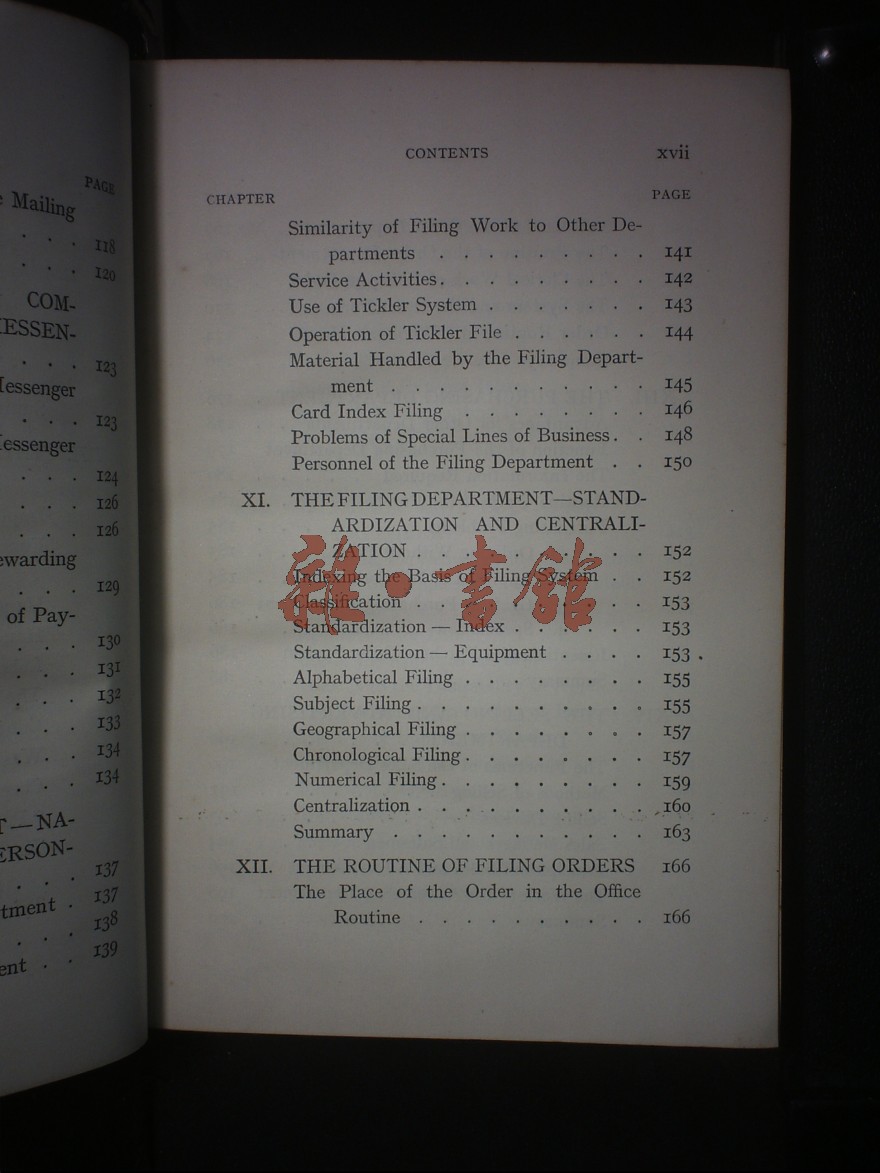 PAGE
Mailing
. . . 118
. . . 120
COM-
ESSEN-
. . . 123
essenger
. . . 123
essenger
. . . 124
. . . 126
. . . 126
ewarding
. . . 129
of Pay-
. . . 130
. . . 131
. . . 132
. . . 133
. . . 134
. . . 134
T—NA-
ERSON-
. . . 137
tment . 137
. . . 138
ent . . 139
CONTENTS xvii
CHAPTER PAGE
Similarity of Filing Work to Other De-
partments . . . . . . . . . 141
Service Activities . . . . . . . . . 142
Use of Tickler System . . . . . . . 143
Operation of Tickler File . . . . . . 144
Material Handled by the Filing Depart-
ment . . . . . . . . . . . 145
Card Index Filing . . . . . . . . 146
Problems of Special Lines of Business . . 148
Personnel of the Filing Department . . 150
XI. THE FILING DEPARTMENT—STAND-
ARDIZATION AND CENTRALI-
ZATION . . . . . . . . . . 152
Indexing the Basis of Filing System . . 152
Classification . . . . . . . . . . 153
Standardization — Index . . . . . . 153
Standardization — Equipment . . . . 153
Alphabetical Filing . . . . . . . . 155
Subject Filing . . . . . . . . . . 155
Geographical Filing . . . . . . . . 157
Chronological Filing . . . . . . . . 157
Numerical Filing . . . . . . . . . 159
Centralization . . . . . . . . . . 160
Summary . . . . . . . . . . . 163
XII. THE ROUTINE OF FILING ORDERS 166
The Place of the Order in the Office
Routine . . . . . . . . . . 166
雜·書館